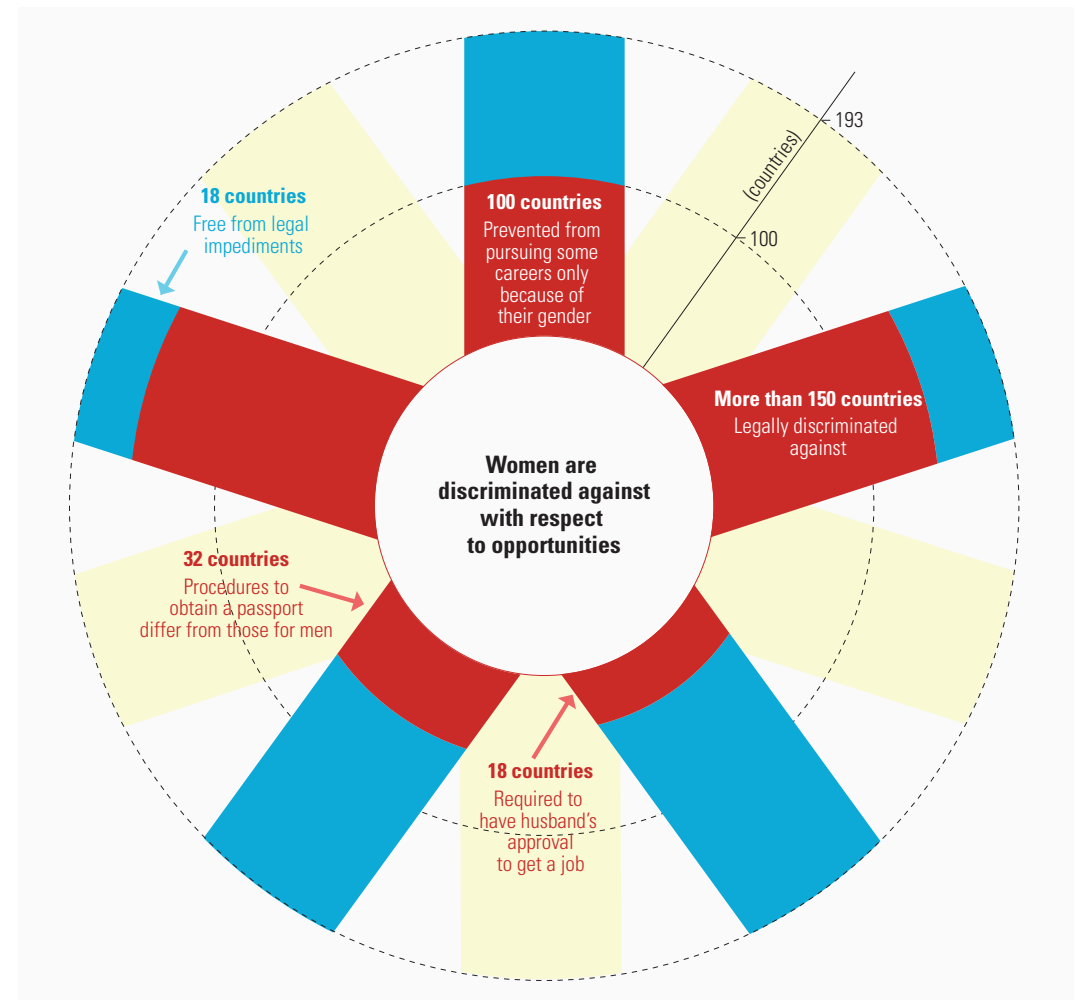 193
(countries)
100
18 countries
Free from legal
impediments
100 countries
Prevented from
pursuing some
careers only
because of
their gender
More than 150 countries
Legally discriminated
against
Women are
discriminated against
with respect
to opportunities
32 countries
Procedures to
obtain a passport
differ from those for men
18 countries
Required to
have husband's
approval
to get a job